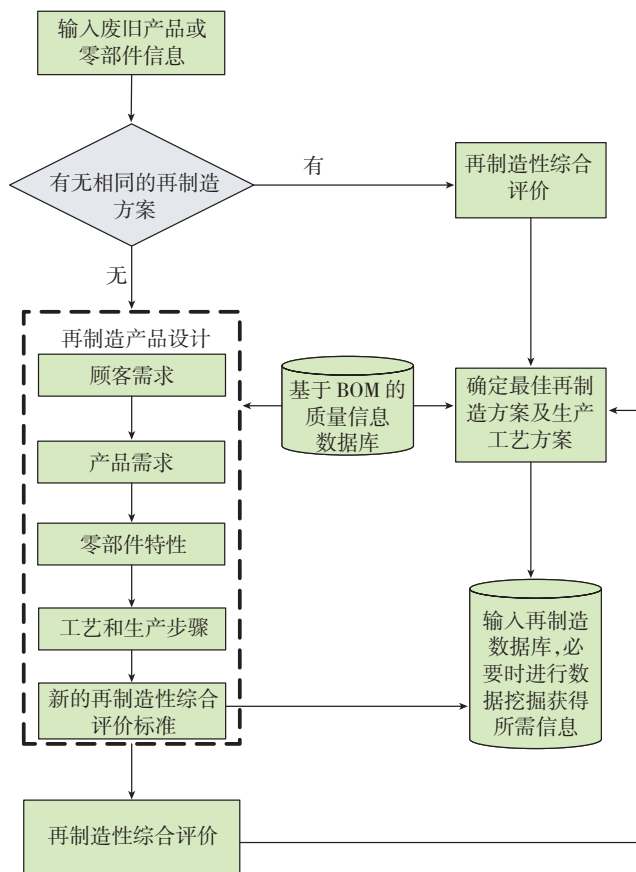 输入废旧产品或
零部件信息
有无相同的再制造
方案
有
再制造性综合
评价
无
再制造产品设计
顾客需求
产品需求
零部件特性
工艺和生产步骤
新的再制造性综合
评价标准
基于 BOM 的
质量信息
数据库
确定最佳再制
造方案及生产
工艺方案
输入再制造
数据库,必
要时进行数
据挖掘获得
所需信息
再制造性综合评价